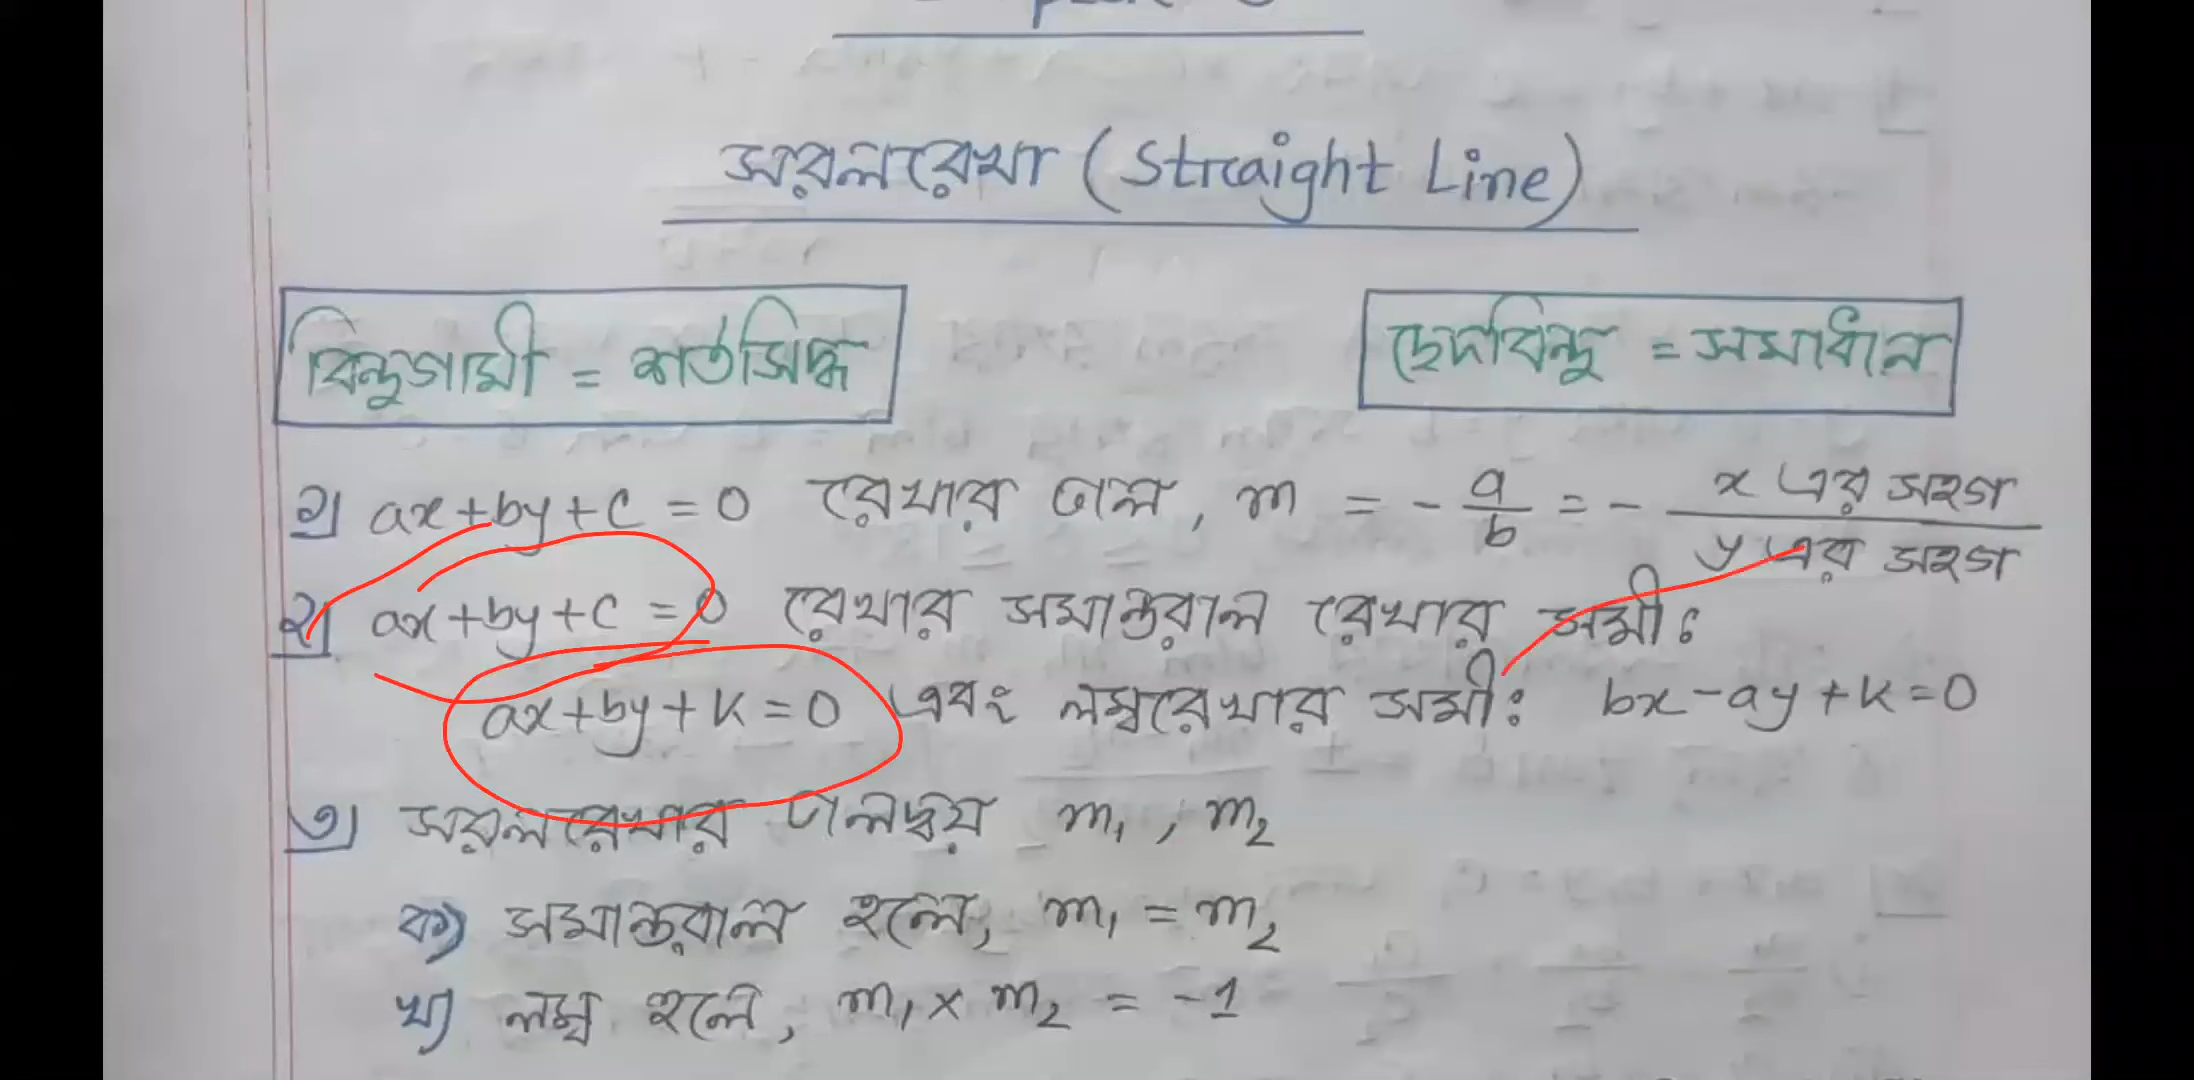 সরলরেখা (Straight Line)
বিন্দুগামী = শর্তসিদ্ধ
ছেদবিন্দু = সমাধান
১) ax+by+c = 0 রেখার ঢাল, m = - a/b = - x এর সহগ / y এর সহগ
২) ax+by+c = 0 রেখার সমান্তরাল রেখার সমী:
ax+by+k=0 এবং লম্বরেখার সমী: bx-ay+k=0
৩) সরলরেখার ঢালদ্বয় m₁, m₂
ক) সমান্তরাল হলে, m₁ = m₂
খ) লম্ব হলে, m₁ x m₂ = -1